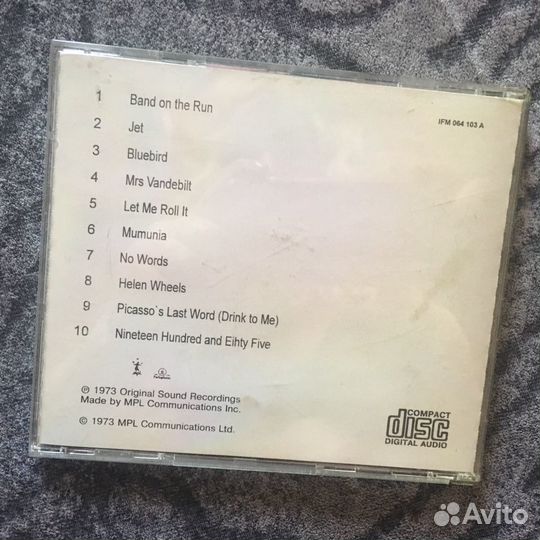 1 Band on the Run
IFM 064 103 A
2 Jet
3 Bluebird
4 Mrs Vandebilt
5 Let Me Roll It
6 Mumunia
7 No Words
8 Helen Wheels
9 Picasso`s Last Word (Drink to Me)
10 Nineteen Hundred and Eihty Five
℗ 1973 Original Sound Recordings
Made by MPL Communications Inc.
© 1973 MPL Communications Ltd.
COMPACT
disc
DIGITAL AUDIO
Avito